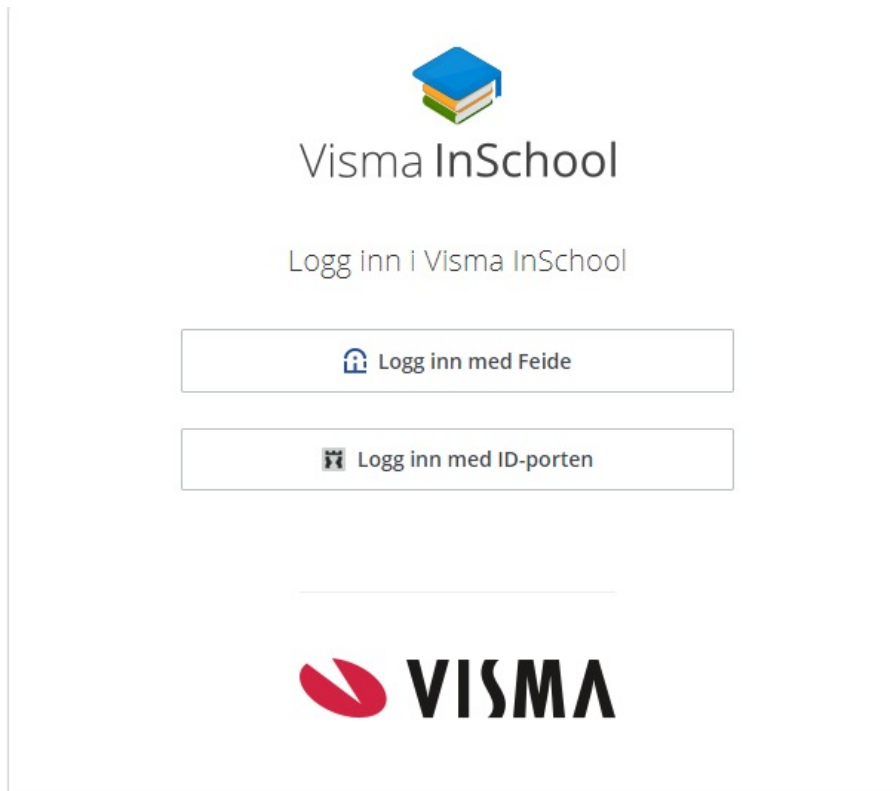 Visma InSchool
Logg inn i Visma InSchool
Logg inn med Feide
Logg inn med ID-porten
VISMA